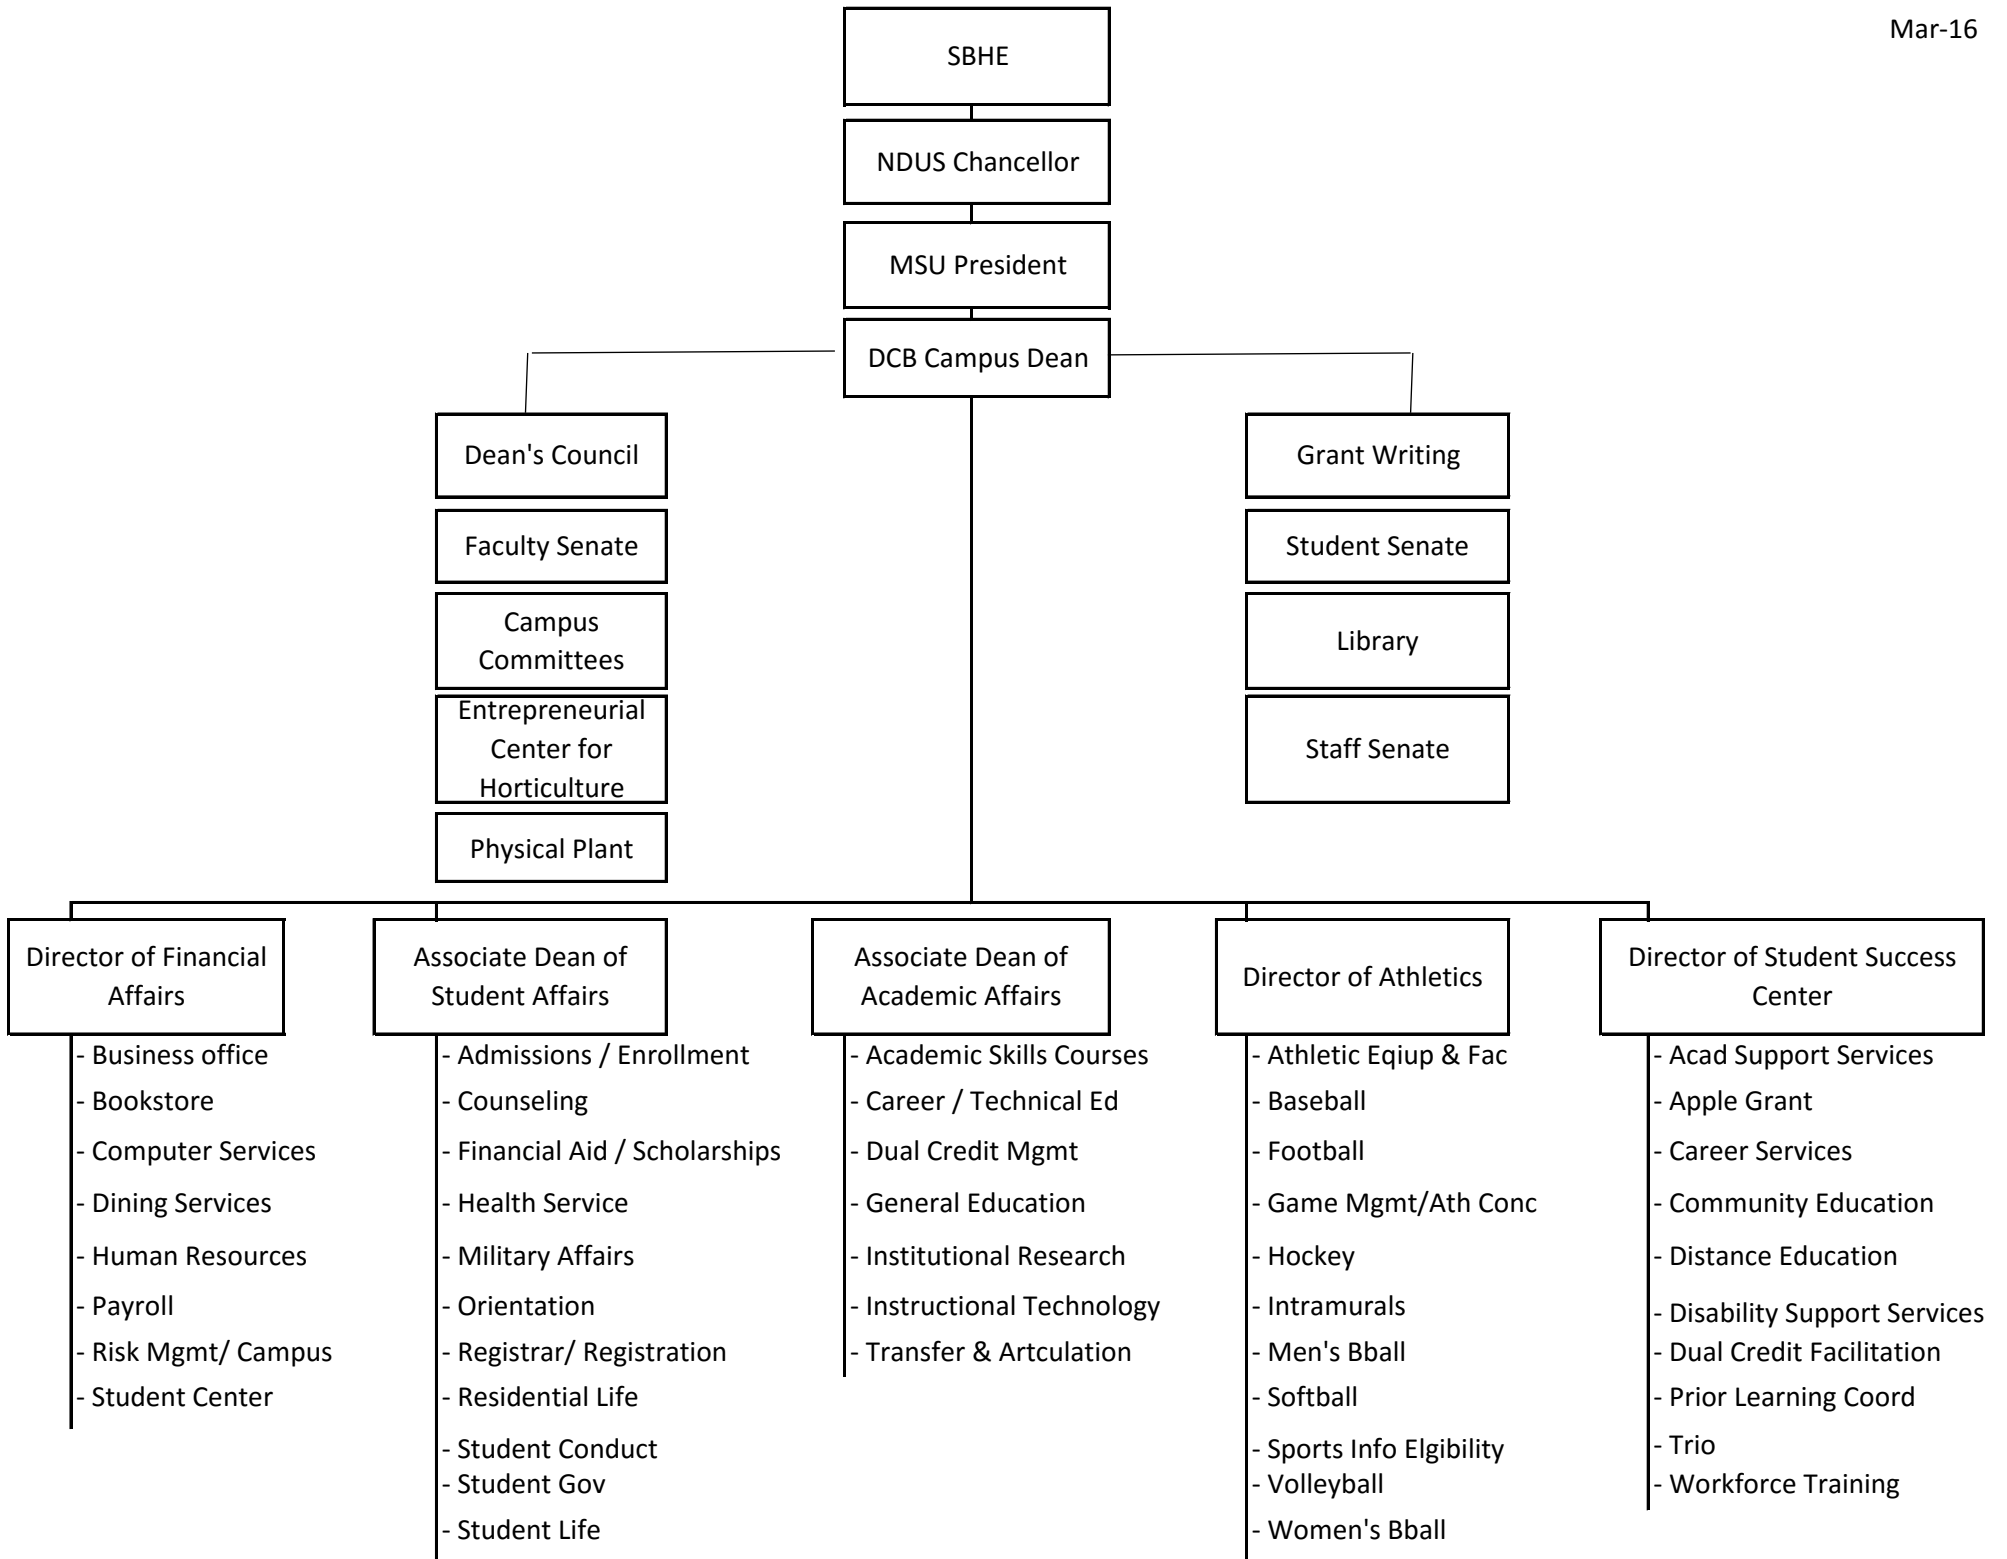 Mar-16
SBHE
NDUS Chancellor
MSU President
DCB Campus Dean
Dean's Council
Grant Writing
Faculty Senate
Student Senate
Campus
Committees
Library
Entrepreneurial
Center for
Horticulture
Staff Senate
Physical Plant
Director of Financial
Affairs
- Business office
- Bookstore
- Computer Services
- Dining Services
- Human Resources
- Payroll
- Risk Mgmt/ Campus
- Student Center
Associate Dean of
Student Affairs
- Admissions / Enrollment
- Counseling
- Financial Aid / Scholarships
- Health Service
- Military Affairs
- Orientation
- Registrar/ Registration
- Residential Life
- Student Conduct
- Student Gov
- Student Life
Associate Dean of
Academic Affairs
- Academic Skills Courses
- Career / Technical Ed
- Dual Credit Mgmt
- General Education
- Institutional Research
- Instructional Technology
- Transfer & Artculation
Director of Athletics
- Athletic Eqiup & Fac
- Baseball
- Football
- Game Mgmt/Ath Conc
- Hockey
- Intramurals
- Men's Bball
- Softball
- Sports Info Elgibility
- Volleyball
- Women's Bball
Director of Student Success
Center
- Acad Support Services
- Apple Grant
- Career Services
- Community Education
- Distance Education
- Disability Support Services
- Dual Credit Facilitation
- Prior Learning Coord
- Trio
- Workforce Training